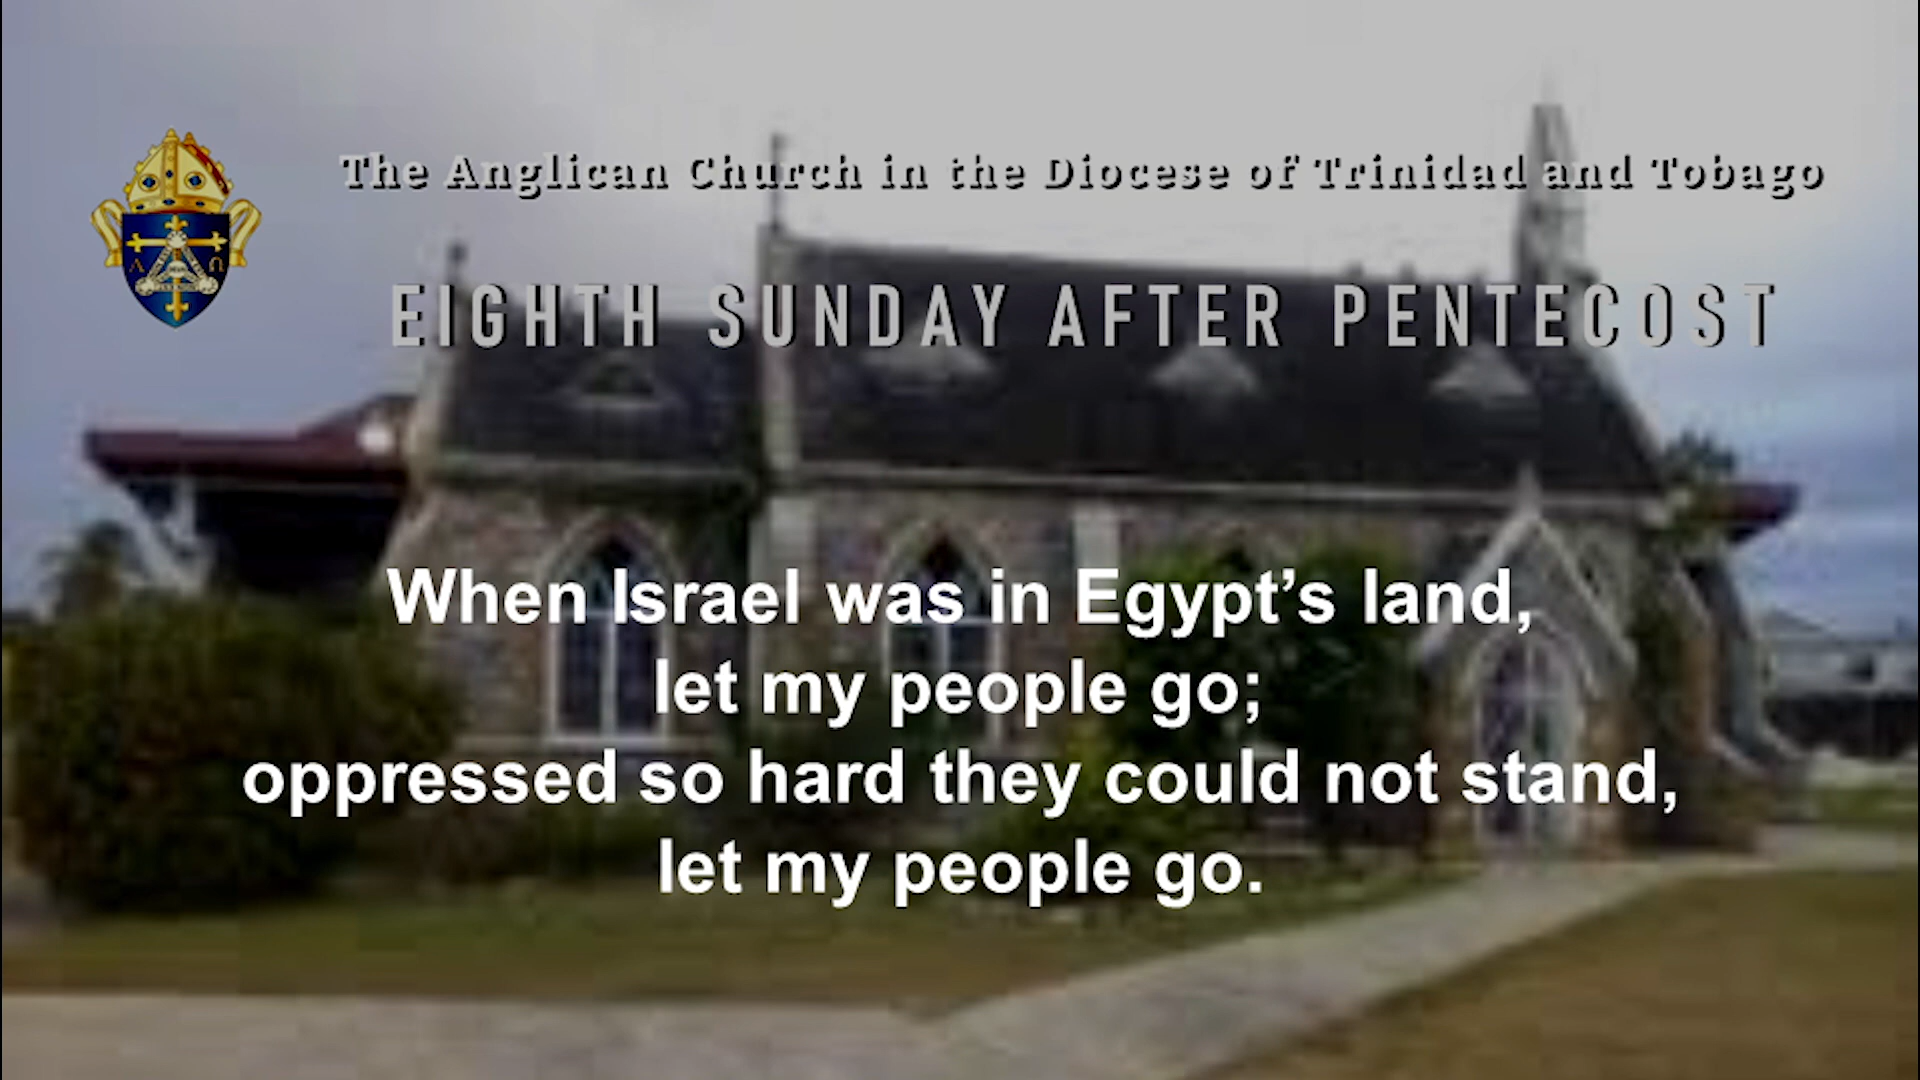 The Anglican Church in the Diocese of Trinidad and Tobago
EIGHTH SUNDAY AFTER PENTECOST
When Israel was in Egypt’s land,
let my people go;
oppressed so hard they could not stand,
let my people go.